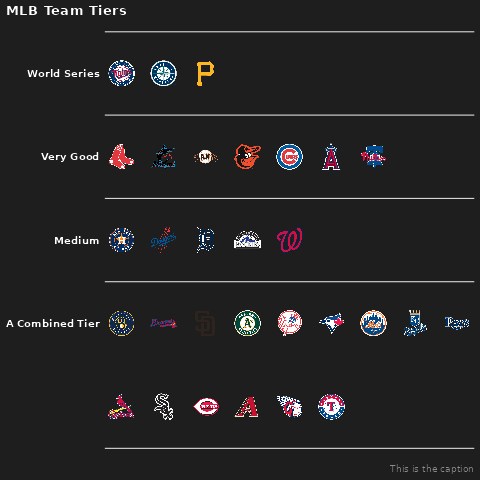 MLB Team Tiers
World Series
Very Good
Medium
A Combined Tier
This is the caption